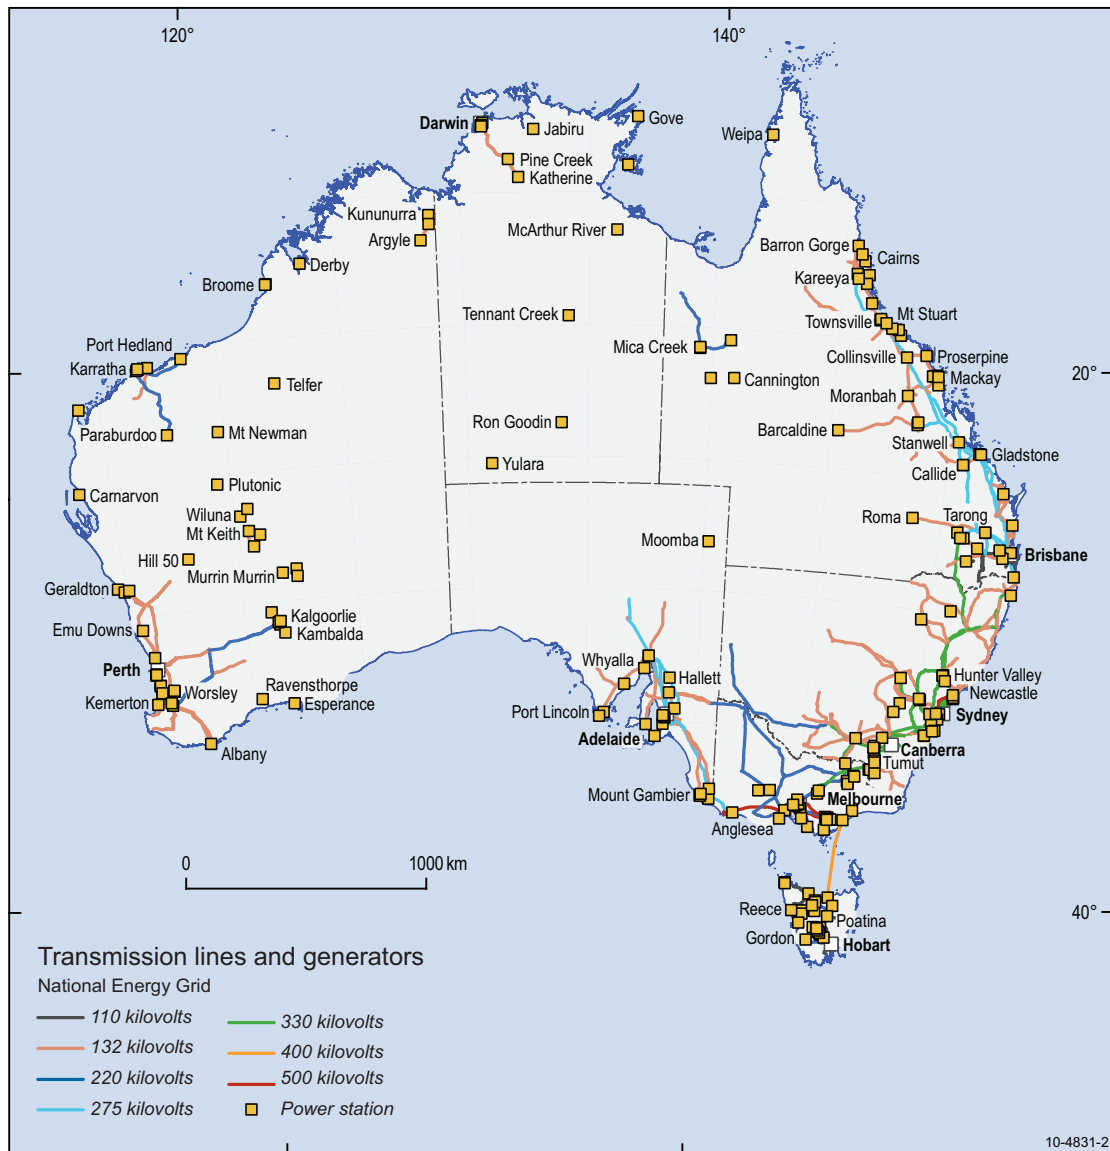 120°
140°
Darwin
Jabiru
Gove
Weipa
Pine Creek
Katherine
Kununurra
McArthur River
Argyle
Barron Gorge
Cairns
Derby
Kareeya
Broome
Tennant Creek
Mt Stuart
Townsville
Port Hedland
Mica Creek
Collinsville
Proserpine
Karratha
20°
Telfer
Cannington
Mackay
Moranbah
Ron Goodin
Barcaldine
Paraburdoo
Mt Newman
Stanwell
Gladstone
Yulara
Callide
Plutonic
Carnarvon
Wiluna
Roma
Tarong
Mt Keith
Moomba
Brisbane
Hill 50
Murrin Murrin
Geraldton
Kalgoorlie
Emu Downs
Kambalda
Whyalla
Perth
Hallett
Hunter Valley
Ravensthorpe
Newcastle
Worsley
Kemerton
Esperance
Port Lincoln
Sydney
Adelaide
Albany
Canberra
Tumut
Mount Gambier
Melbourne
Anglesea
0
1000 km
Reece
40°
Poatina
Gordon
Hobart
Transmission lines and generators
National Energy Grid
110 kilovolts
330 kilovolts
132 kilovolts
400 kilovolts
220 kilovolts
500 kilovolts
275 kilovolts
Power station
10-4831-2